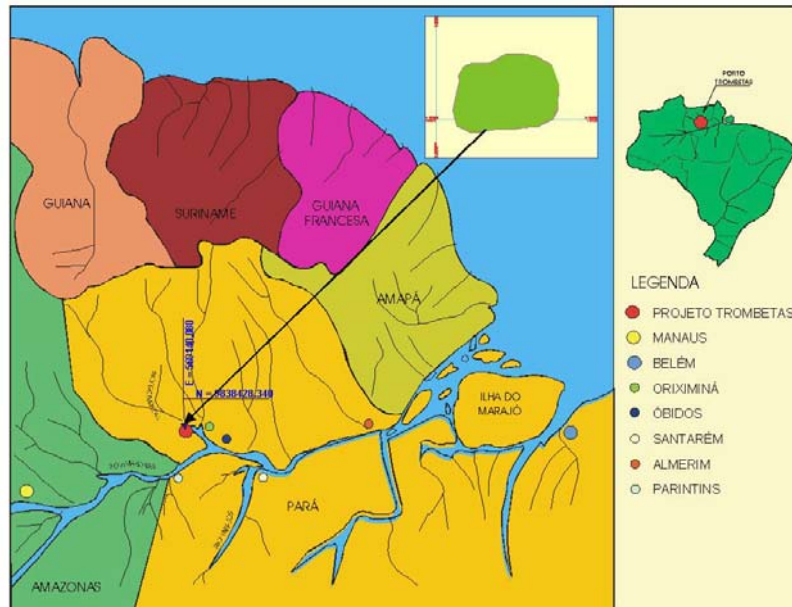 PORTO
TROMBETAS
GUIANA
SURINAME
GUIANA
FRANCESA
AMAPÁ
ILHA DO
MARAJÓ
PARÁ
AMAZONAS
LEGENDA
PROJETO TROMBETAS
MANAUS
BELÉM
ORIXIMINÁ
ÓBIDOS
SANTARÉM
ALMERIM
PARINTINS